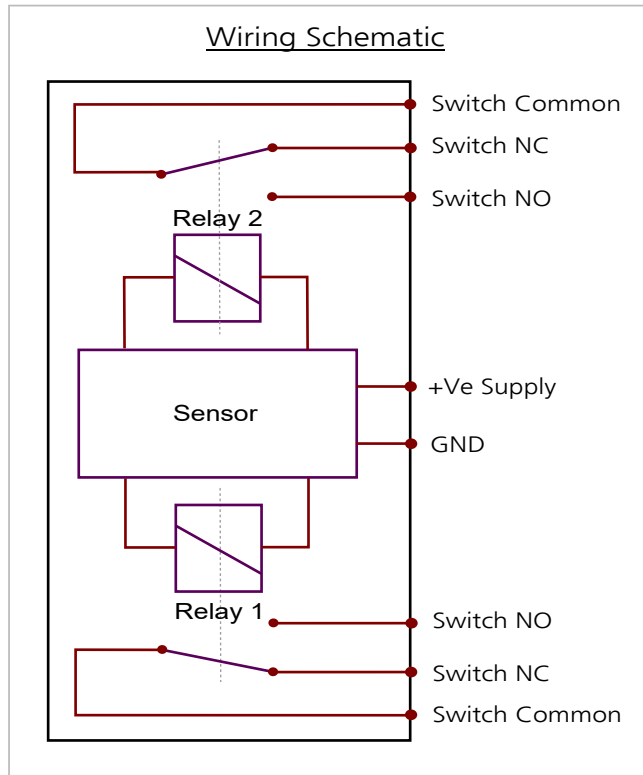 Wiring Schematic
Switch Common
Switch NC
Switch NO
Relay 2
+Ve Supply
Sensor
GND
Relay 1
Switch NO
Switch NC
Switch Common